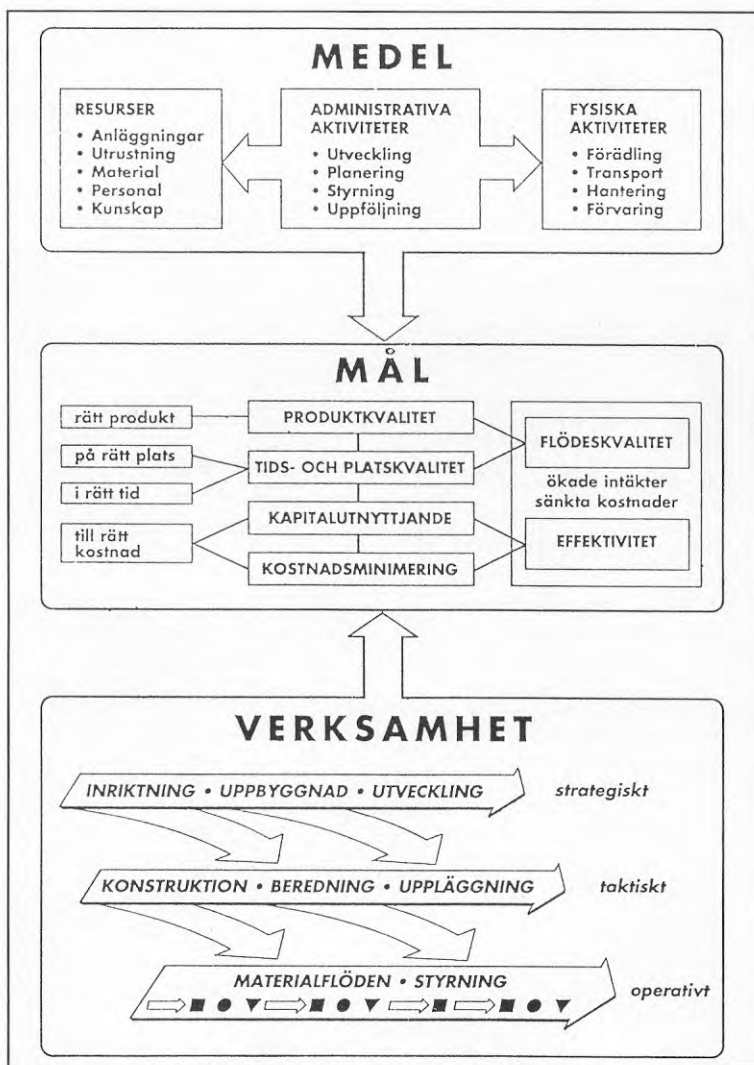 MEDEL
RESURSER
• Anläggningar
• Utrustning
• Material
• Personal
• Kunskap
ADMINISTRATIVA
AKTIVITETER
• Utveckling
• Planering
• Styrning
• Uppföljning
FYSISKA
AKTIVITETER
• Förädling
• Transport
• Hantering
• Förvaring
MÅL
rätt produkt
på rätt plats
i rätt tid
till rätt
kostnad
PRODUKTKVALITET
TIDS- OCH PLATSKVALITET
KAPITALUTNYTTJANDE
KOSTNADSMINIMERING
FLÖDESKVALITET
ökade intäkter
sänkta kostnader
EFFEKTIVITET
VERKSAMHET
INRIKTNING • UPPBYGGNAD • UTVECKLING
strategiskt
KONSTRUKTION • BEREDNING • UPPLÄGGNING
taktiskt
MATERIALFLÖDEN • STYRNING
operativt